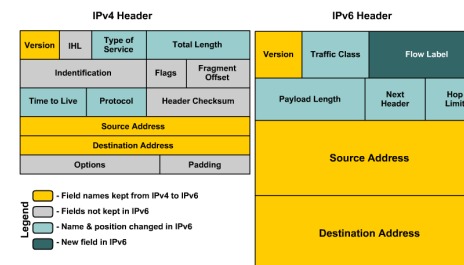 IPv4 Header
Version
IHL
Type of
Service
Total Length
Indentification
Flags
Fragment
Offset
Time to Live
Protocol
Header Checksum
Source Address
Destination Address
Options
Padding
Legend
- Field names kept from IPv4 to IPv6
- Fields not kept in IPv6
- Name & position changed in IPv6
- New field in IPv6
IPv6 Header
Version
Traffic Class
Flow Label
Payload Length
Next
Header
Hop
Limit
Source Address
Destination Address